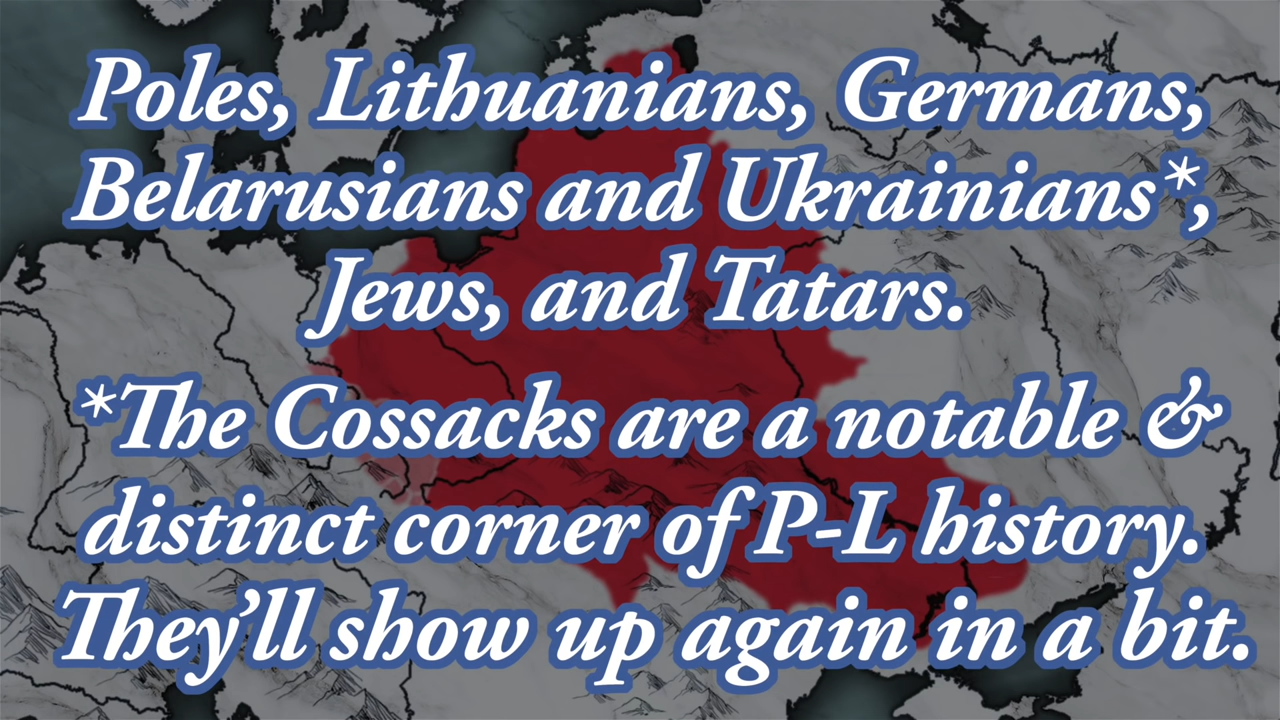 Poles, Lithuanians, Germans,
Belarusians and Ukrainians*,
Jews, and Tatars.
*The Cossacks are a notable &
distinct corner of P-L history.
They’ll show up again in a bit.